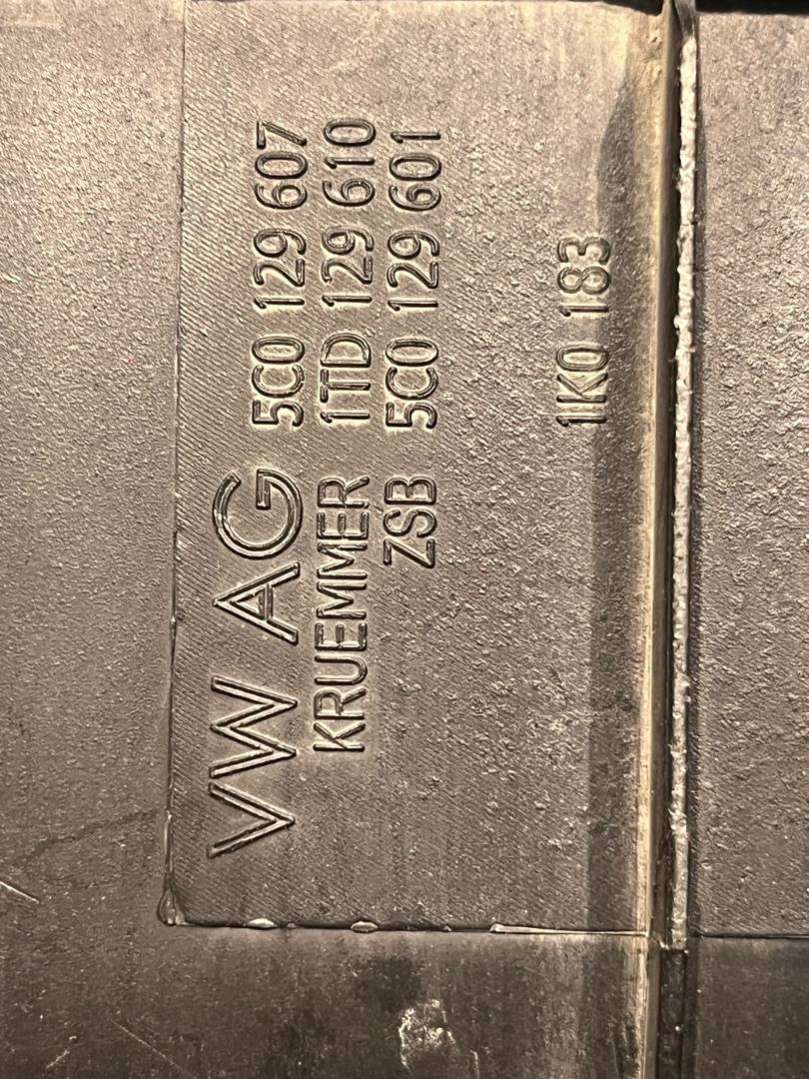 VW AG 5C0 129 607
KRUEMMER 1TD 129 610
ZSB 5C0 129 601
1K0 183